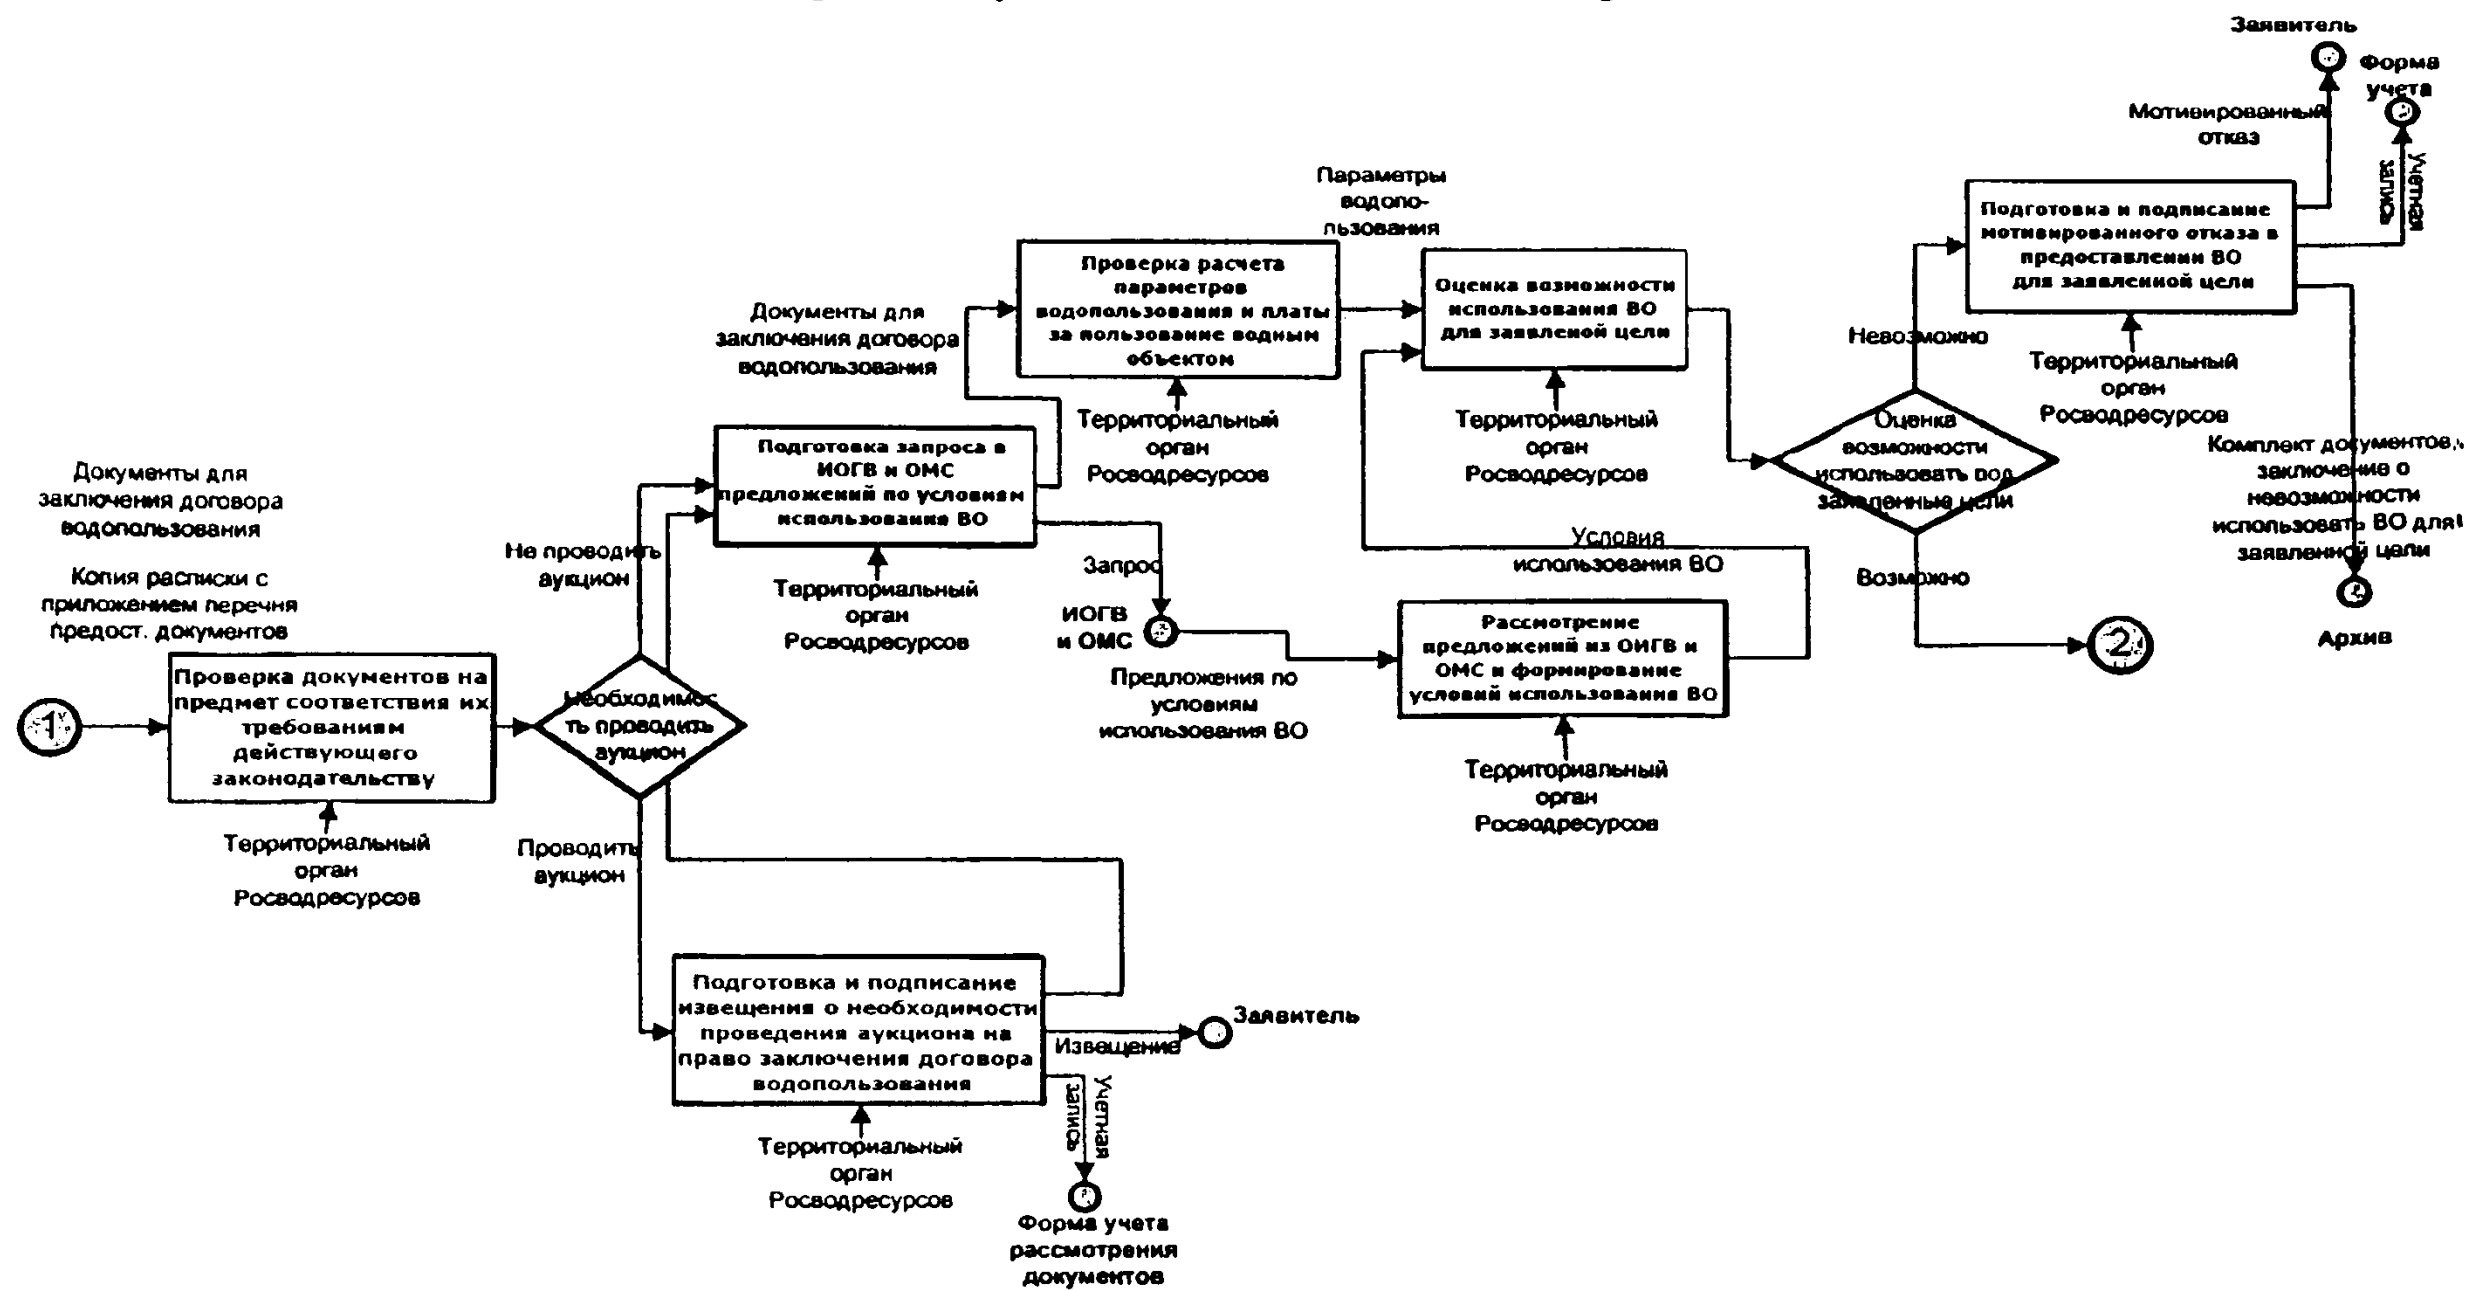 Заявитель
Форма
учета
Мотивированный
отказ
Учетная
запись
Подготовка и подписание
мотивированного отказа в
предоставлении ВО
для заявленной цели
Территориальный
орган
Росводресурсов
Комплект документов,
заключение о
невозможности
использовать ВО для
заявленной цели
Архив
Параметры
водопо-
льзования
Проверка расчета
параметров
водопользования и платы
за пользование водным
объектом
Территориальный
орган
Росводресурсов
Оценка возможности
использования ВО
для заявленой цели
Территориальный
орган
Росводресурсов
Невозможно
Оценка
возможности
использовать под
заявленные цели
Возможно
2
Документы для
заключения договора
водопользования
Подготовка запроса в
ИОГВ и ОМС
предложений по условиям
использования ВО
Территориальный
орган
Росводресурсов
Запрос
ИОГВ
и ОМС
Предложения по
условиям
использования ВО
Условия
использования ВО
Рассмотрение
предложений из ОИГВ и
ОМС и формирование
условий использования ВО
Территориальный
орган
Росводресурсов
Документы для
заключения договора
водопользования
Копия расписки с
приложением перечня
предост. документов
1
Проверка документов на
предмет соответствия их
требованиям
действующего
законодательству
Территориальный
орган
Росводресурсов
Не проводить
аукцион
Необходимос
ть проводить
аукцион
Проводить
аукцион
Подготовка и подписание
извещения о необходимости
проведения аукциона на
право заключения договора
водопользования
Территориальный
орган
Росводресурсов
Извещение
Заявитель
Учетная
запись
Форма учета
рассмотрения
документов